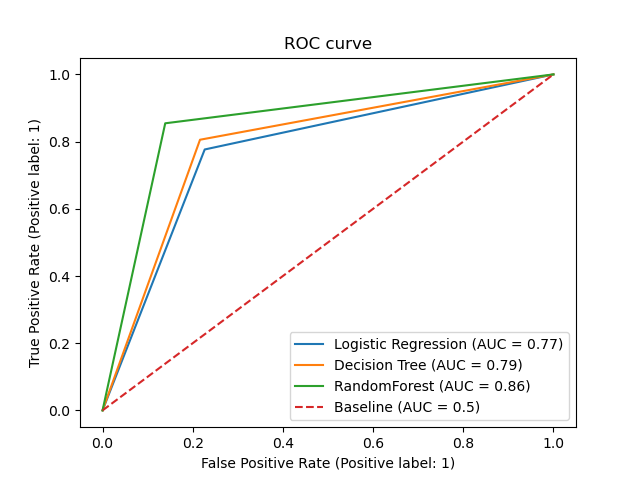 ROC curve
1.0
0.8
0.6
0.4
0.2
0.0
True Positive Rate (Positive label: 1)
Logistic Regression (AUC = 0.77)
Decision Tree (AUC = 0.79)
RandomForest (AUC = 0.86)
Baseline (AUC = 0.5)
0.0 0.2 0.4 0.6 0.8 1.0
False Positive Rate (Positive label: 1)